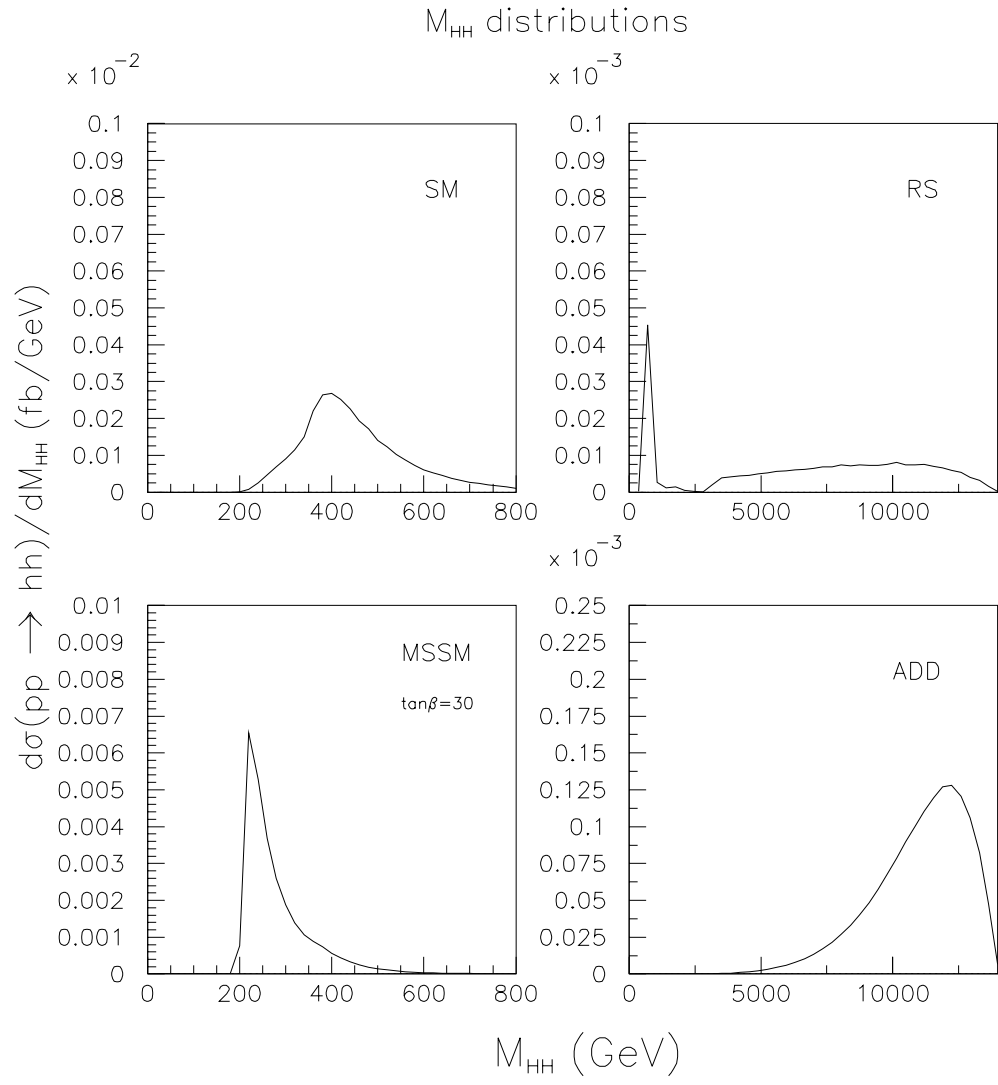 M_HH distributions
x 10^-2
0.1
0.09
0.08
0.07
0.06
0.05
0.04
0.03
0.02
0.01
0
SM
0 200 400 600 800
x 10^-3
0.1
0.09
0.08
0.07
0.06
0.05
0.04
0.03
0.02
0.01
0
RS
0 5000 10000
dσ(pp → hh)/dM_HH (fb/GeV)
0.01
0.009
0.008
0.007
0.006
0.005
0.004
0.003
0.002
0.001
0
MSSM
tanβ=30
0 200 400 600 800
x 10^-3
0.25
0.225
0.2
0.175
0.15
0.125
0.1
0.075
0.05
0.025
0
ADD
0 5000 10000
M_HH (GeV)